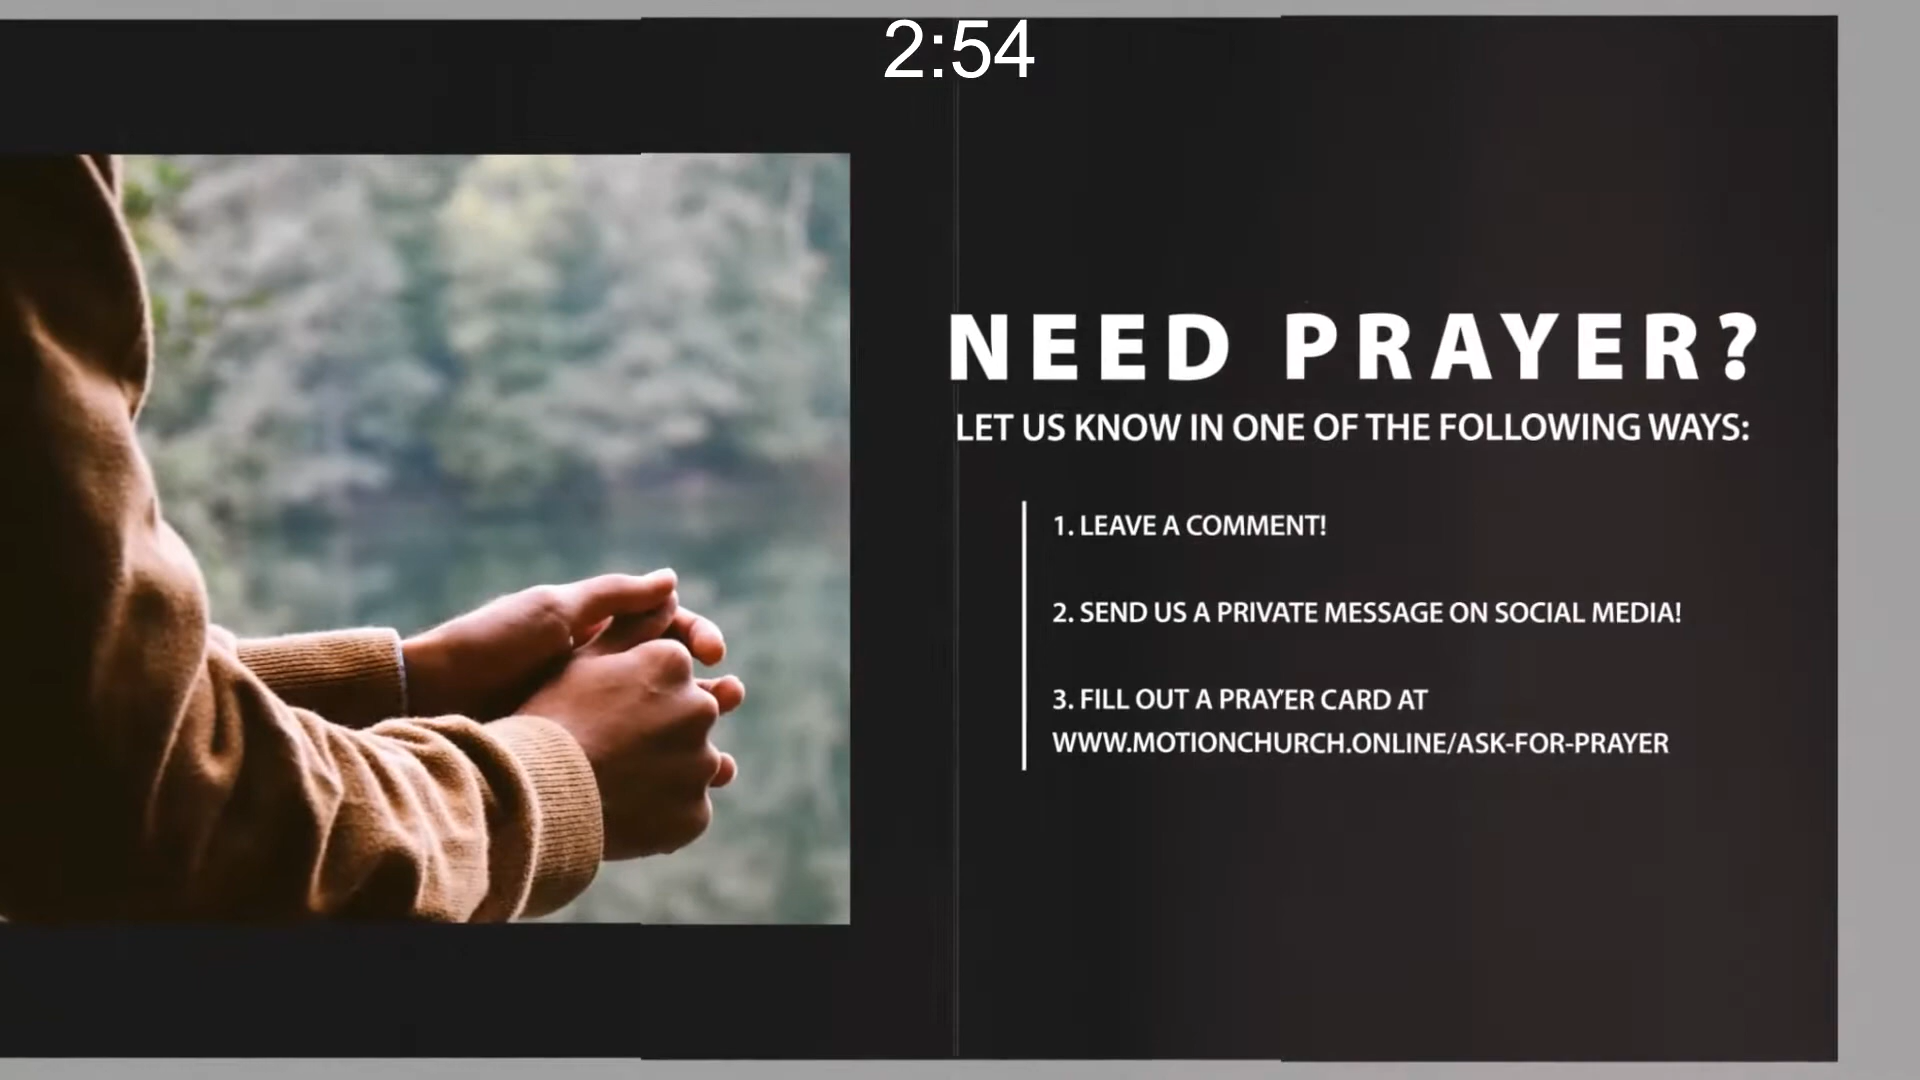 2:54
NEED PRAYER?
LET US KNOW IN ONE OF THE FOLLOWING WAYS:
1. LEAVE A COMMENT!
2. SEND US A PRIVATE MESSAGE ON SOCIAL MEDIA!
3. FILL OUT A PRAYER CARD AT
WWW.MOTIONCHURCH.ONLINE/ASK-FOR-PRAYER